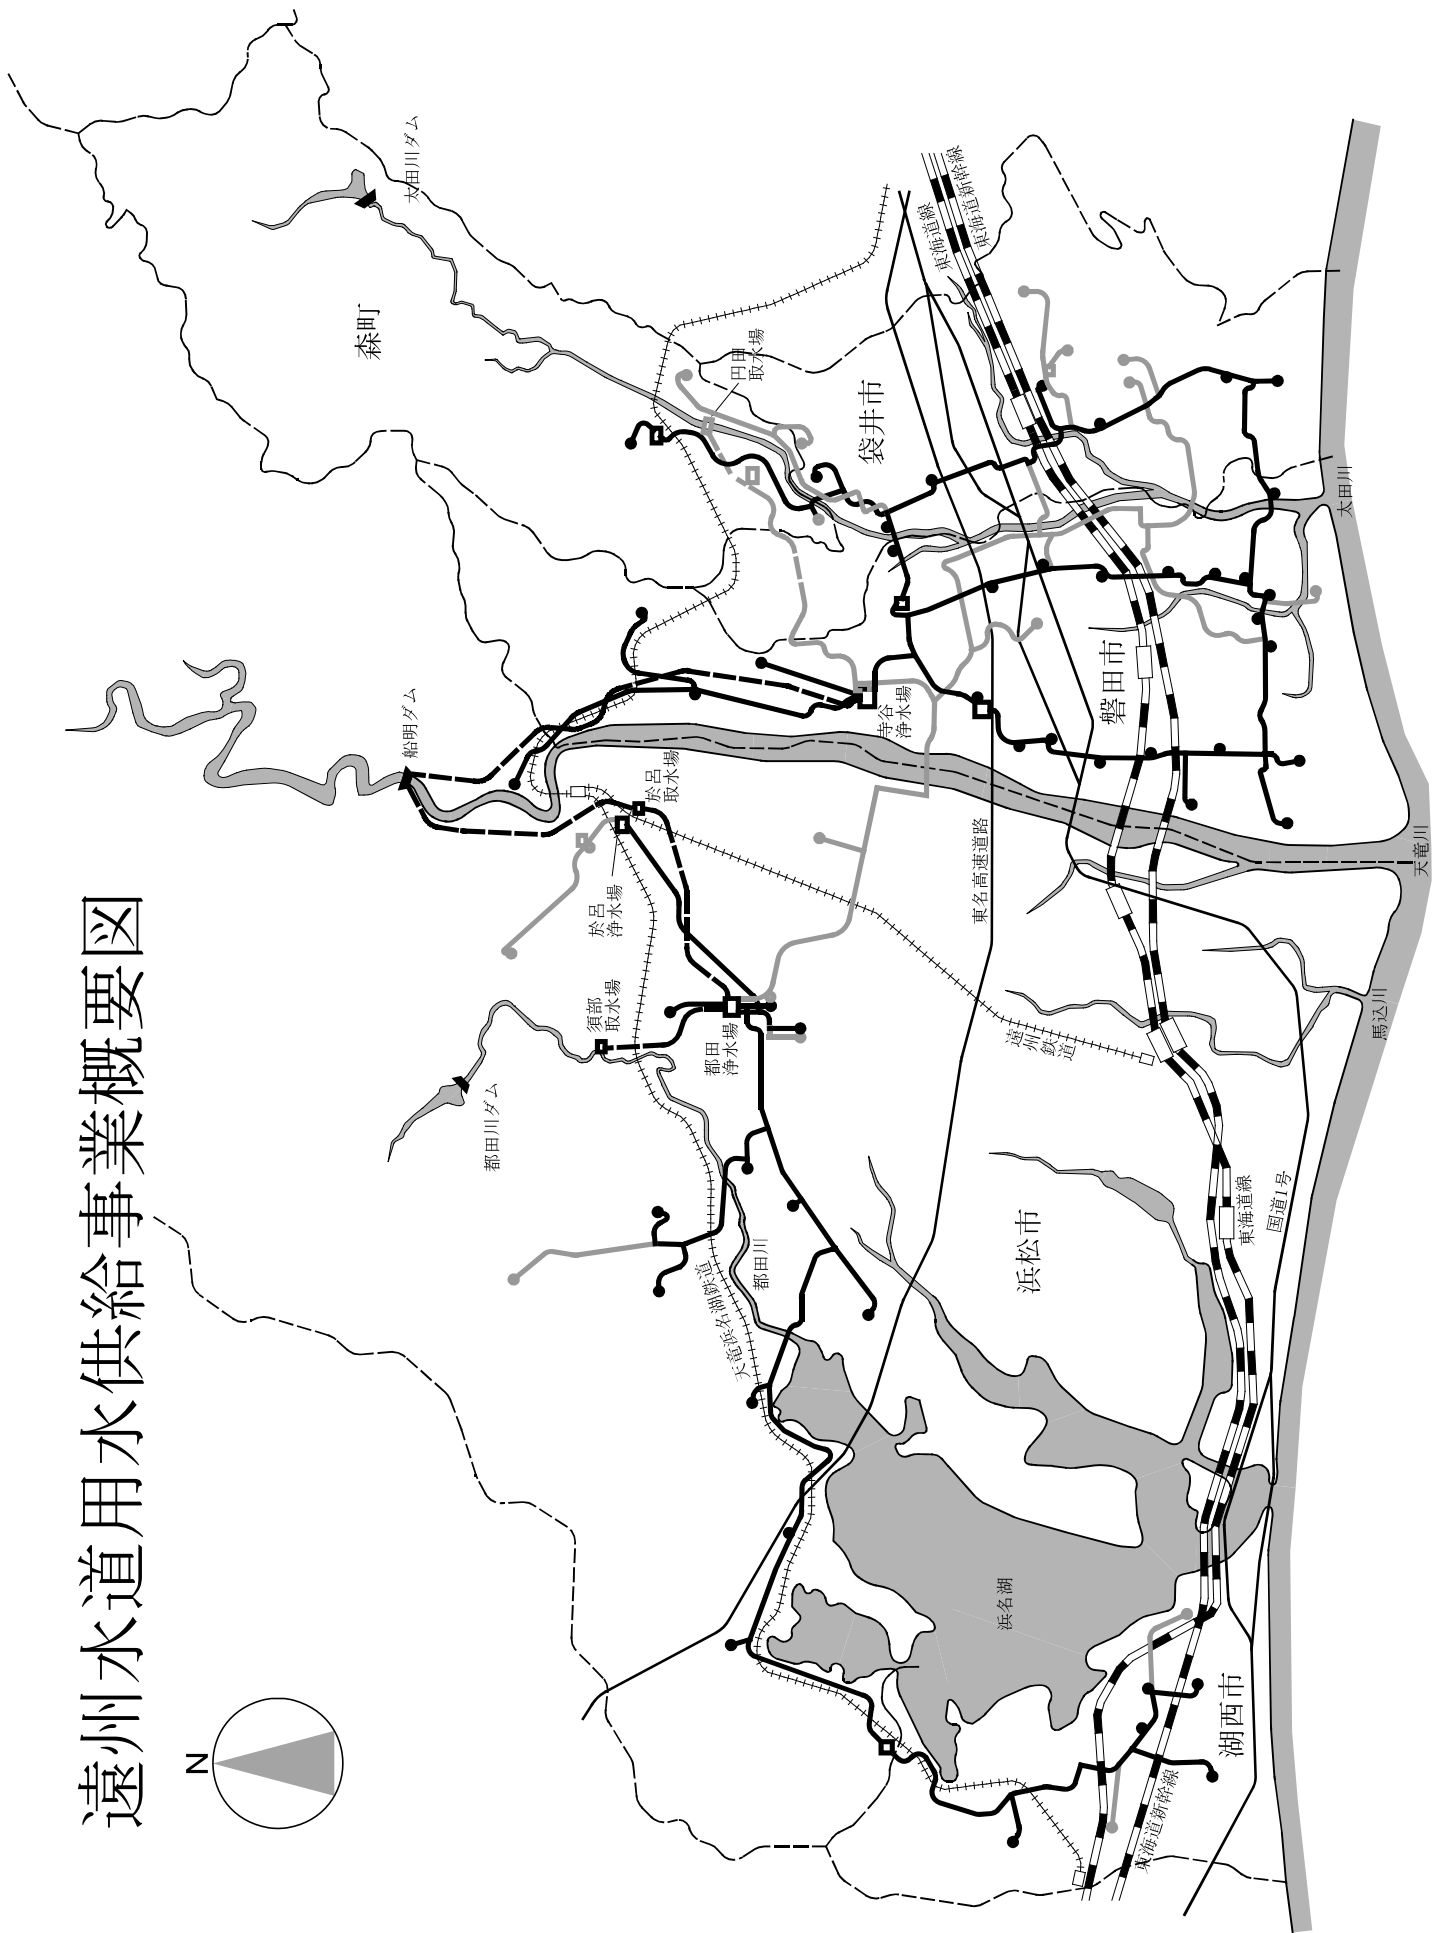 遠州水道用水供給事業概要図
N
太田川ダム
森町
円田
取水場
袋井市
東海道線
東海道新幹線
船明ダム
於呂
取水場
於呂
浄水場
寺谷
浄水場
磐田市
太田川
天竜川
東名高速道路
須部
取水場
都田
浄水場
都田川ダム
遠州
鉄道
馬込川
都田川
天竜浜名湖鉄道
浜松市
東海道線
国道1号
浜名湖
湖西市
東海道新幹線